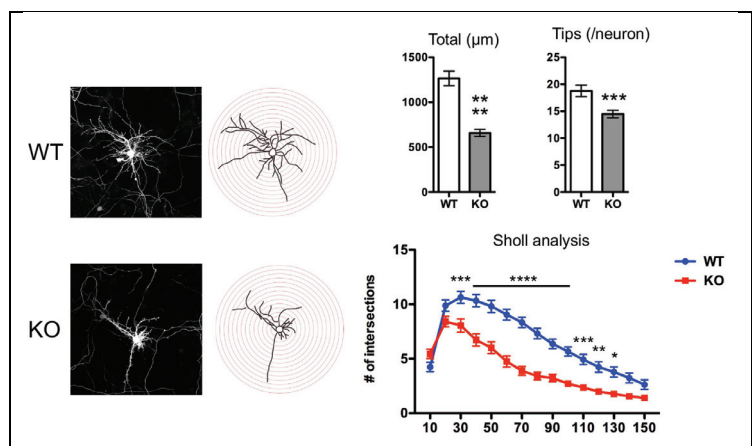 Total (μm)
Tips (/neuron)
1500
1000
500
0
**
**
WT KO
25
20
15
10
5
0
***
WT KO
WT
KO
Sholl analysis
WT
KO
# of intersections
15
10
5
0
*** **** *** ** *
10 30 50 70 90 110 130 150